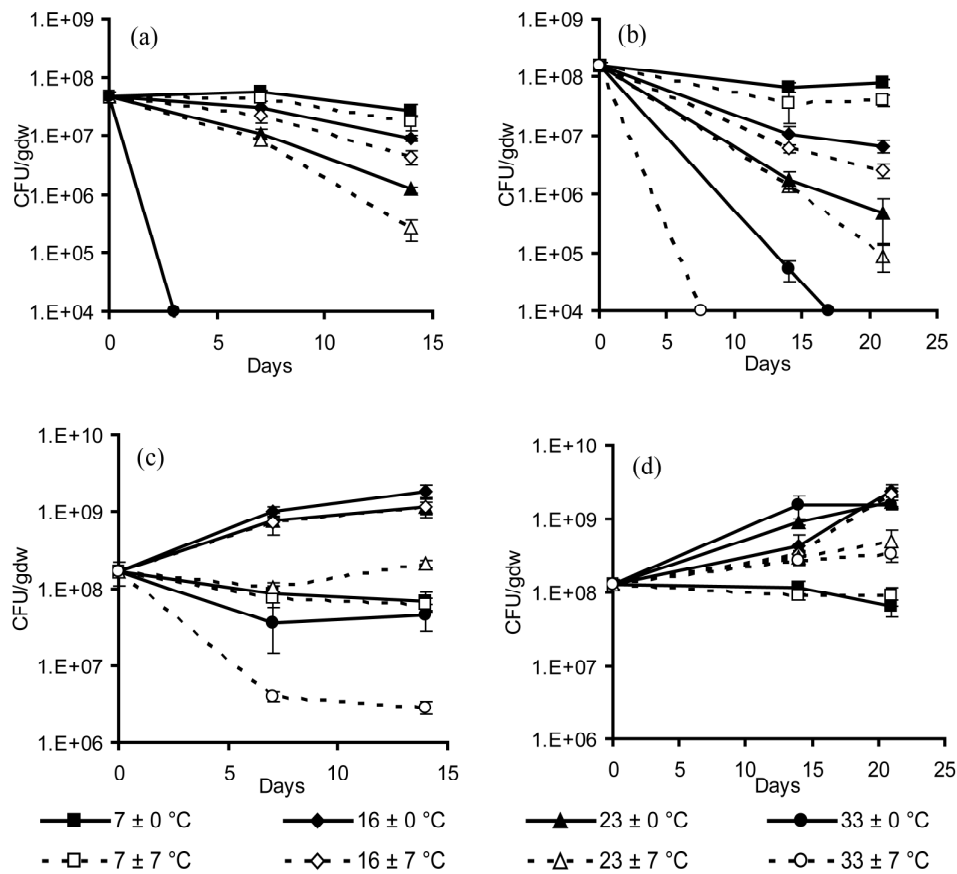 (a)
CFU/gdw
1.E+09
1.E+08
1.E+07
1.E+06
1.E+05
1.E+04
0 5 10 15
Days
(b)
CFU/gdw
1.E+09
1.E+08
1.E+07
1.E+06
1.E+05
1.E+04
0 5 10 15 20 25
Days
(c)
CFU/gdw
1.E+10
1.E+09
1.E+08
1.E+07
1.E+06
0 5 10 15
Days
(d)
CFU/gdw
1.E+10
1.E+09
1.E+08
1.E+07
1.E+06
0 5 10 15 20 25
Days
7 ± 0 °C 16 ± 0 °C 23 ± 0 °C 33 ± 0 °C
7 ± 7 °C 16 ± 7 °C 23 ± 7 °C 33 ± 7 °C